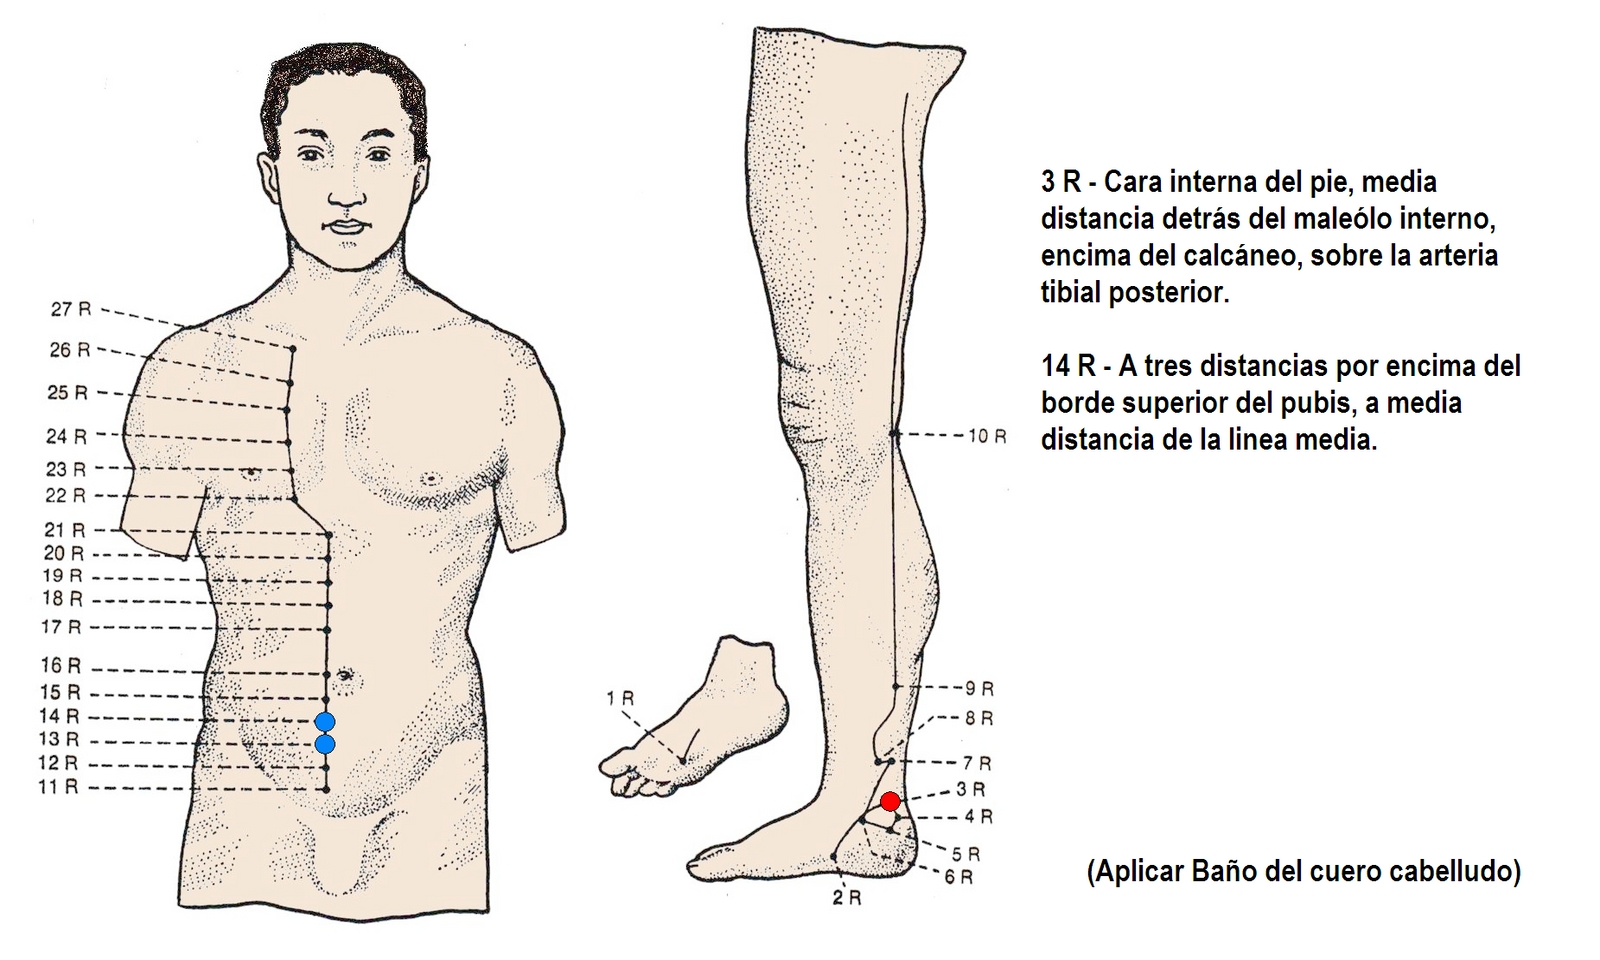 27 R
26 R
25 R
24 R
23 R
22 R
21 R
20 R
19 R
18 R
17 R
16 R
15 R
14 R
13 R
12 R
11 R
1 R
10 R
9 R
8 R
7 R
3 R
4 R
5 R
6 R
2 R
3 R - Cara interna del pie, media
distancia detrás del maleólo interno,
encima del calcáneo, sobre la arteria
tibial posterior.
14 R - A tres distancias por encima del
borde superior del pubis, a media
distancia de la linea media.
(Aplicar Baño del cuero cabelludo)